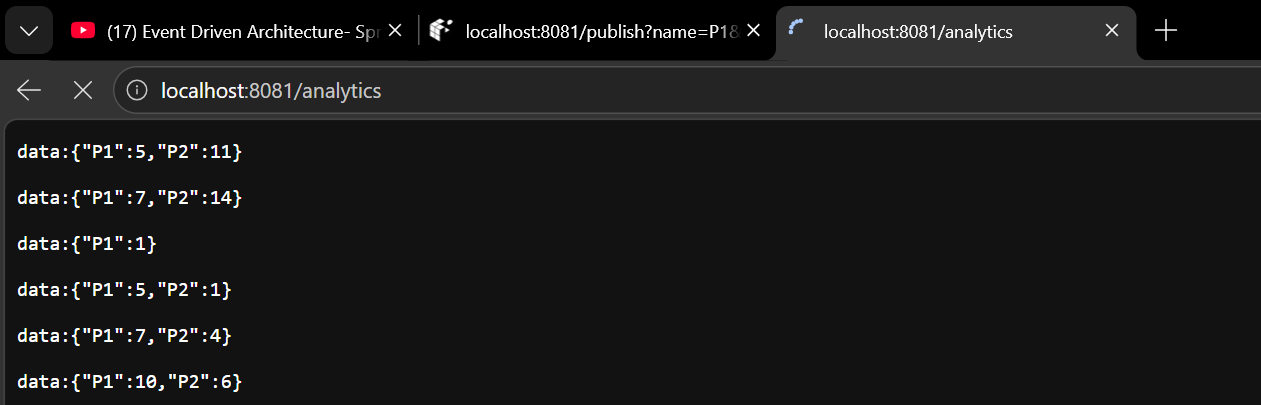 (17) Event Driven Architecture- Spr
localhost:8081/publish?name=P1&
localhost:8081/analytics
localhost:8081/analytics
data:{"P1":5,"P2":11}
data:{"P1":7,"P2":14}
data:{"P1":1}
data:{"P1":5,"P2":1}
data:{"P1":7,"P2":4}
data:{"P1":10,"P2":6}